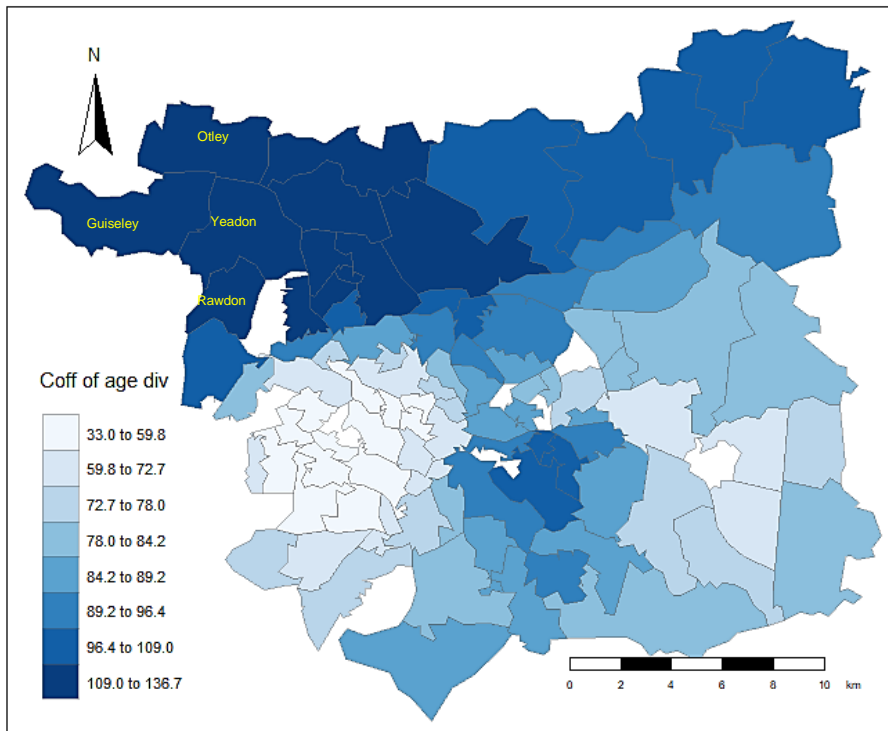 N
Otley
Guiseley
Yeadon
Rawdon
Coff of age div
33.0 to 59.8
59.8 to 72.7
72.7 to 78.0
78.0 to 84.2
84.2 to 89.2
89.2 to 96.4
96.4 to 109.0
109.0 to 136.7
0 2 4 6 8 10 km